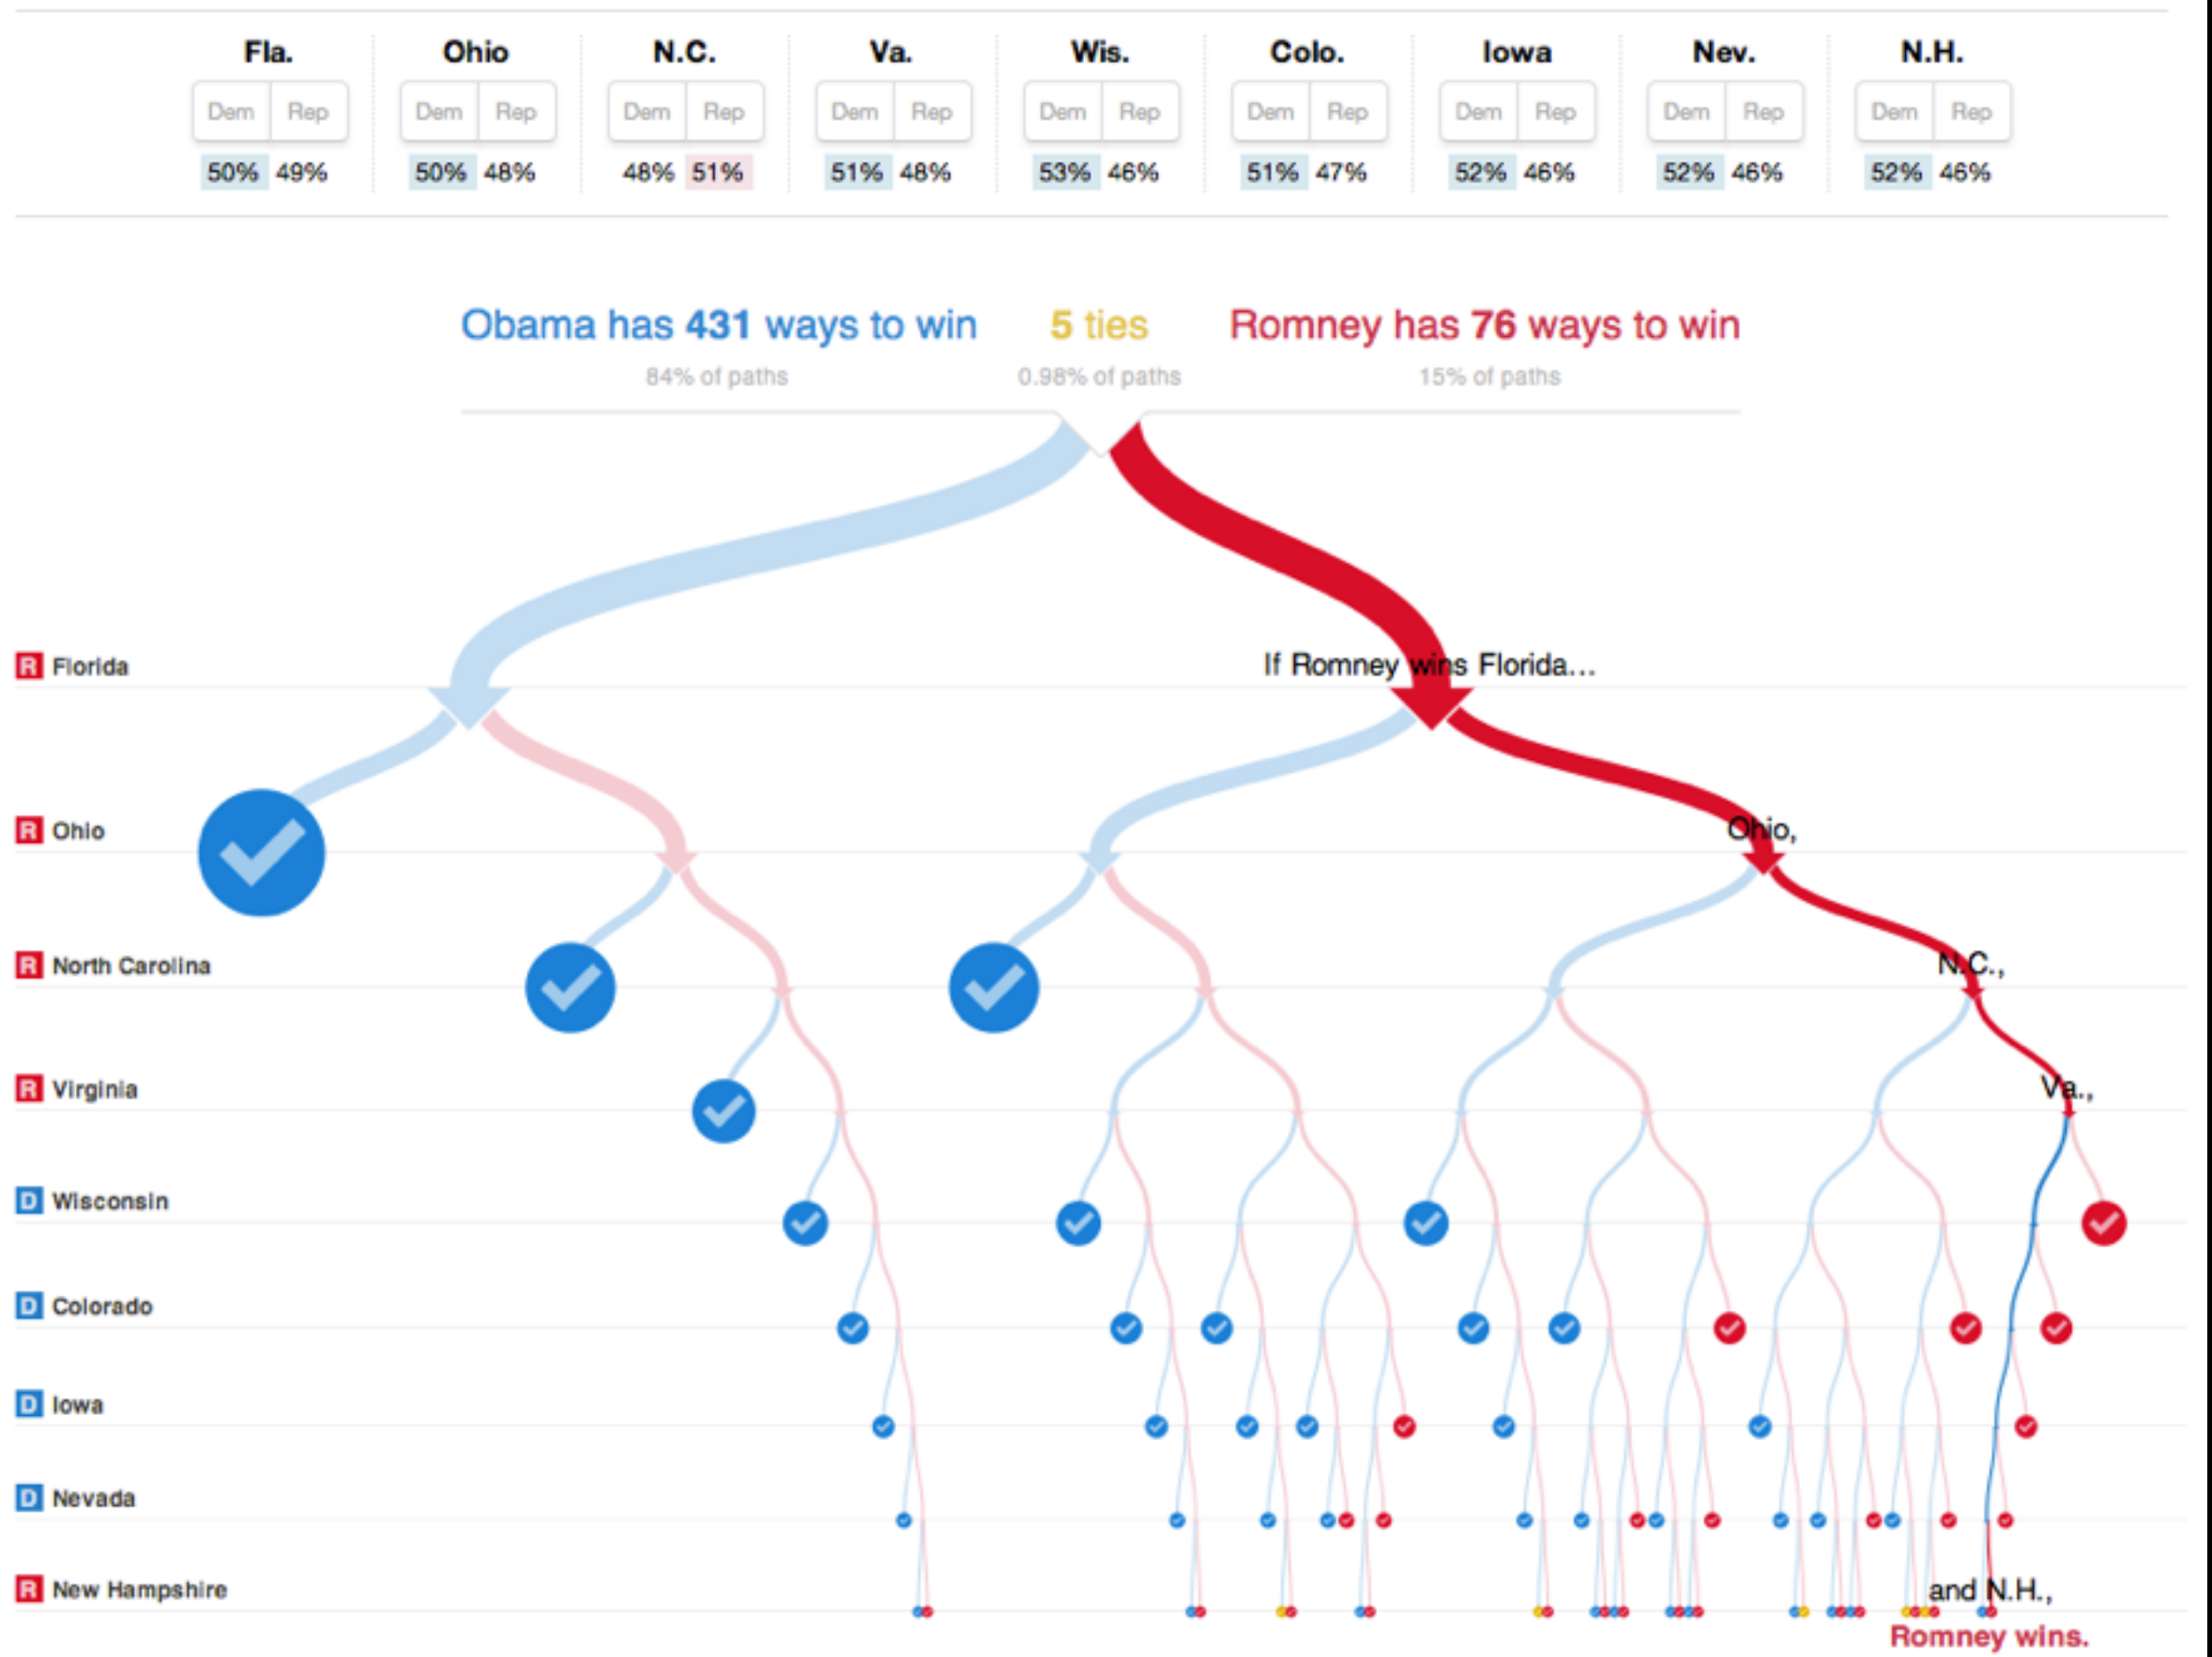 Fla. Ohio N.C. Va. Wis. Colo. Iowa Nev. N.H.
Dem Rep Dem Rep Dem Rep Dem Rep Dem Rep Dem Rep Dem Rep Dem Rep Dem Rep
50% 49% 50% 48% 48% 51% 51% 48% 53% 46% 51% 47% 52% 46% 52% 46% 52% 46%
Obama has 431 ways to win 5 ties Romney has 76 ways to win
84% of paths 0.98% of paths 15% of paths
R Florida If Romney wins Florida...
R Ohio Ohio,
R North Carolina N.C.,
R Virginia Va.,
D Wisconsin
D Colorado
D Iowa
D Nevada
R New Hampshire and N.H.,
Romney wins.